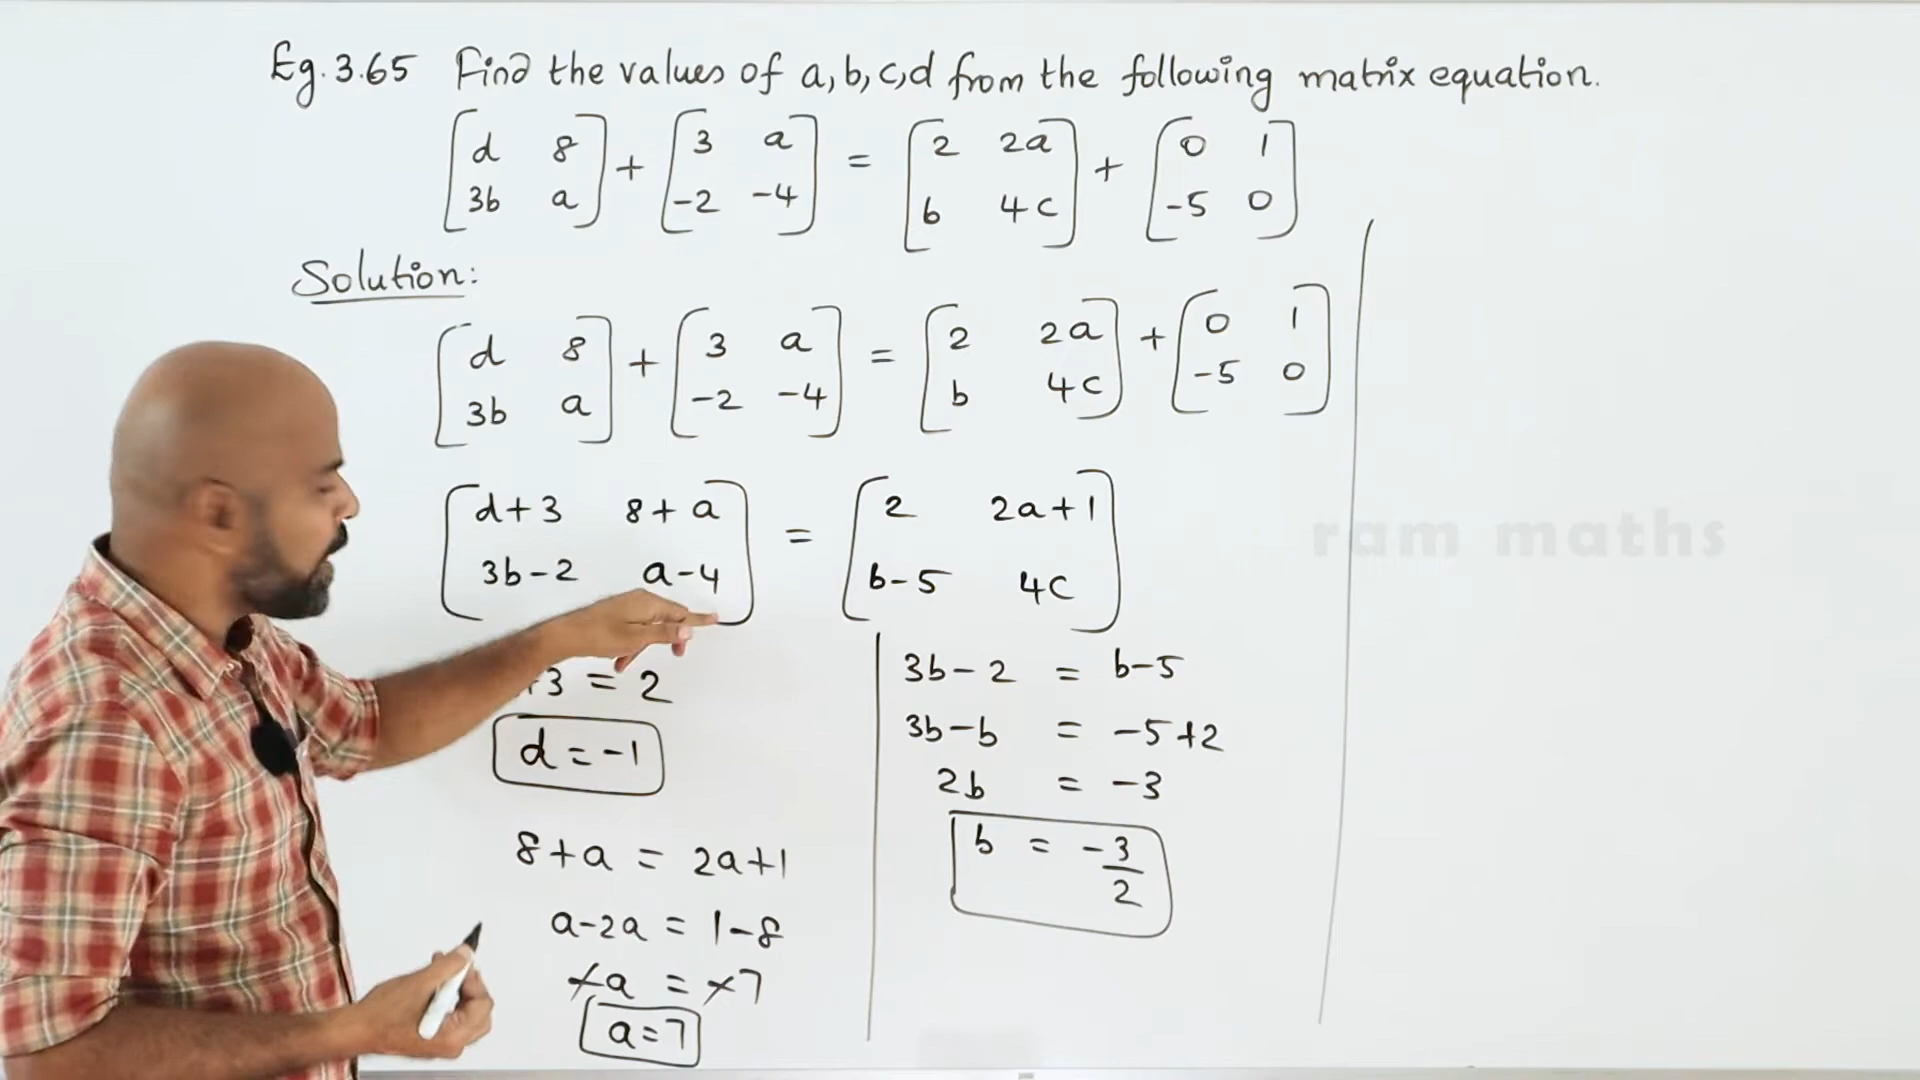 Eg. 3.65 Find the values of a, b, c, d from the following matrix equation.
[d 8] + [3 a] = [2 2a] + [0 1]
[3b a] [-2 -4] [b 4c] [-5 0]
Solution:
[d 8] + [3 a] = [2 2a] + [0 1]
[3b a] [-2 -4] [b 4c] [-5 0]
[d+3 8+a] = [2 2a+1]
[3b-2 a-4] [b-5 4c]
+3 = 2
d = -1
8+a = 2a+1
a-2a = 1-8
-a = -7
a=7
3b-2 = b-5
3b-b = -5+2
2b = -3
b = -3/2
ram maths